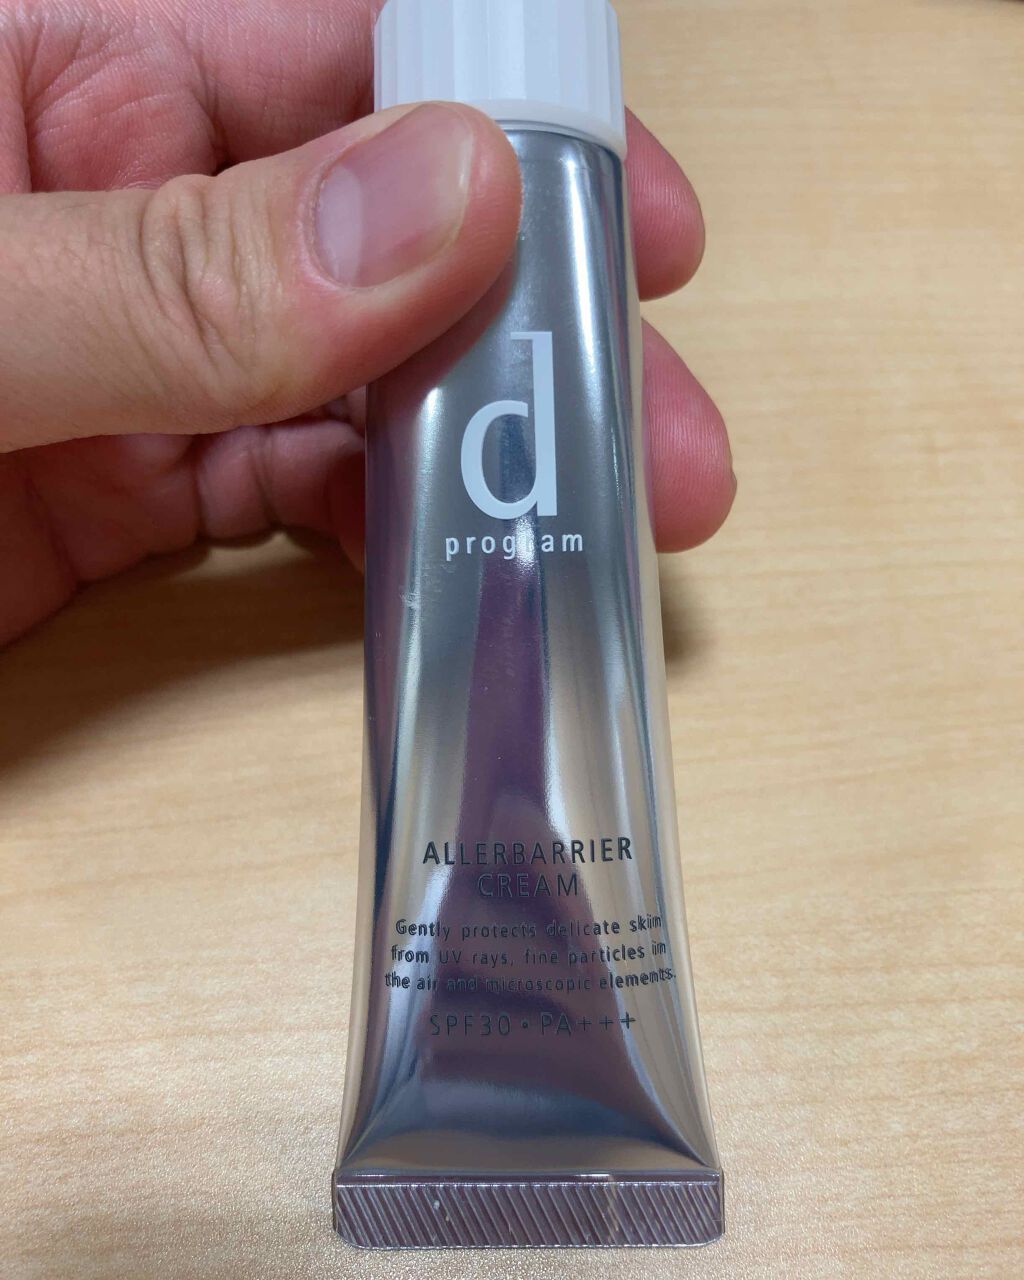 d
program
ALLERBARRIER
CREAM
Gently protects delicate skin
from UV rays, fine particles in
the air and microscopic elements.
SPF30・PA+++